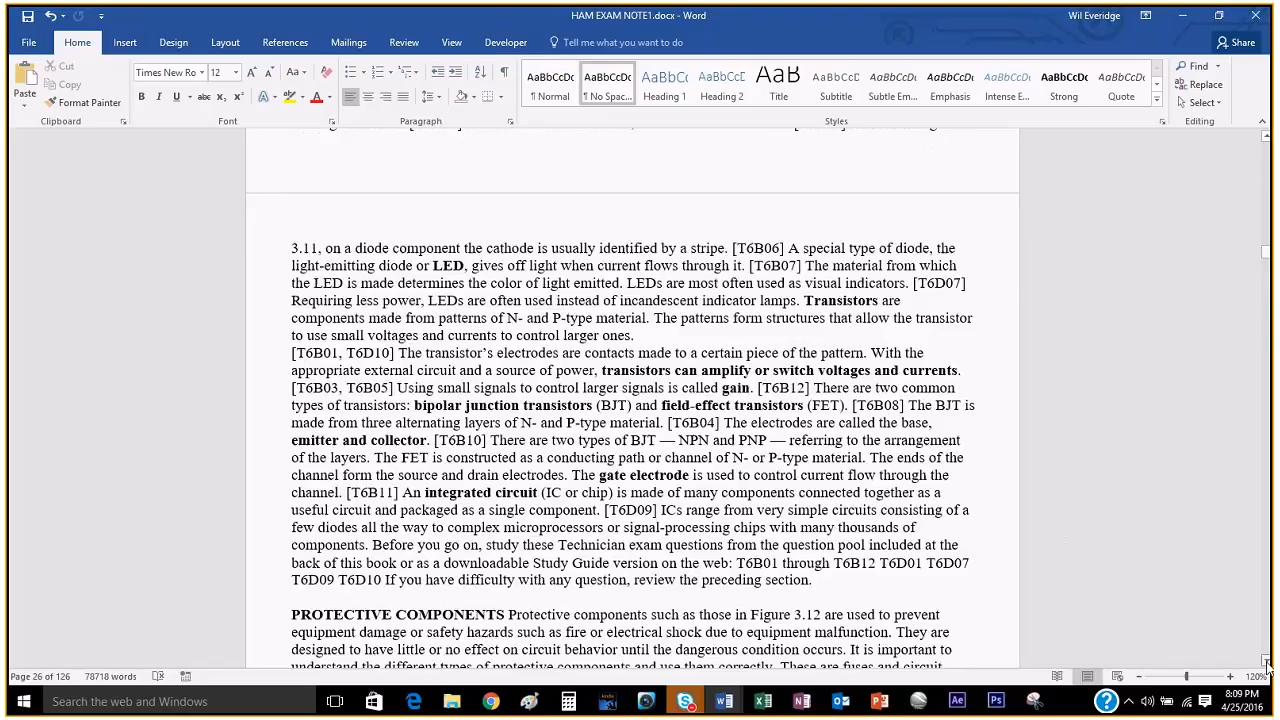 HAM EXAM NOTE1.docx - Word
Wil Everidge
File Home Insert Design Layout References Mailings Review View Developer Tell me what you want to do Share
Paste
Cut
Copy
Format Painter
Clipboard
Times New Ro 12
Font
Paragraph
AaBbCcDc AaBbCcDc AaBbCc AaBbCcC AaB AaBbCcD AaBbCcDc AaBbCcDc AaBbCcDc AaBbCcDc AaBbCcDc
¶ Normal ¶ No Spac... Heading 1 Heading 2 Title Subtitle Subtle Em... Emphasis Intense E... Strong Quote
Styles
Find
Replace
Select
Editing
3.11, on a diode component the cathode is usually identified by a stripe. [T6B06] A special type of diode, the
light-emitting diode or LED, gives off light when current flows through it. [T6B07] The material from which
the LED is made determines the color of light emitted. LEDs are most often used as visual indicators. [T6D07]
Requiring less power, LEDs are often used instead of incandescent indicator lamps. Transistors are
components made from patterns of N- and P-type material. The patterns form structures that allow the transistor
to use small voltages and currents to control larger ones.
[T6B01, T6D10] The transistor’s electrodes are contacts made to a certain piece of the pattern. With the
appropriate external circuit and a source of power, transistors can amplify or switch voltages and currents.
[T6B03, T6B05] Using small signals to control larger signals is called gain. [T6B12] There are two common
types of transistors: bipolar junction transistors (BJT) and field-effect transistors (FET). [T6B08] The BJT is
made from three alternating layers of N- and P-type material. [T6B04] The electrodes are called the base,
emitter and collector. [T6B10] There are two types of BJT — NPN and PNP — referring to the arrangement
of the layers. The FET is constructed as a conducting path or channel of N- or P-type material. The ends of the
channel form the source and drain electrodes. The gate electrode is used to control current flow through the
channel. [T6B11] An integrated circuit (IC or chip) is made of many components connected together as a
useful circuit and packaged as a single component. [T6D09] ICs range from very simple circuits consisting of a
few diodes all the way to complex microprocessors or signal-processing chips with many thousands of
components. Before you go on, study these Technician exam questions from the question pool included at the
back of this book or as a downloadable Study Guide version on the web: T6B01 through T6B12 T6D01 T6D07
T6D09 T6D10 If you have difficulty with any question, review the preceding section.
PROTECTIVE COMPONENTS Protective components such as those in Figure 3.12 are used to prevent
equipment damage or safety hazards such as fire or electrical shock due to equipment malfunction. They are
designed to have little or no effect on circuit behavior until the dangerous condition occurs. It is important to
understand the different types of protective components and use them correctly. These are fuses and circuit
Page 26 of 126 78718 words 120%
Search the web and Windows
8:09 PM
4/25/2016